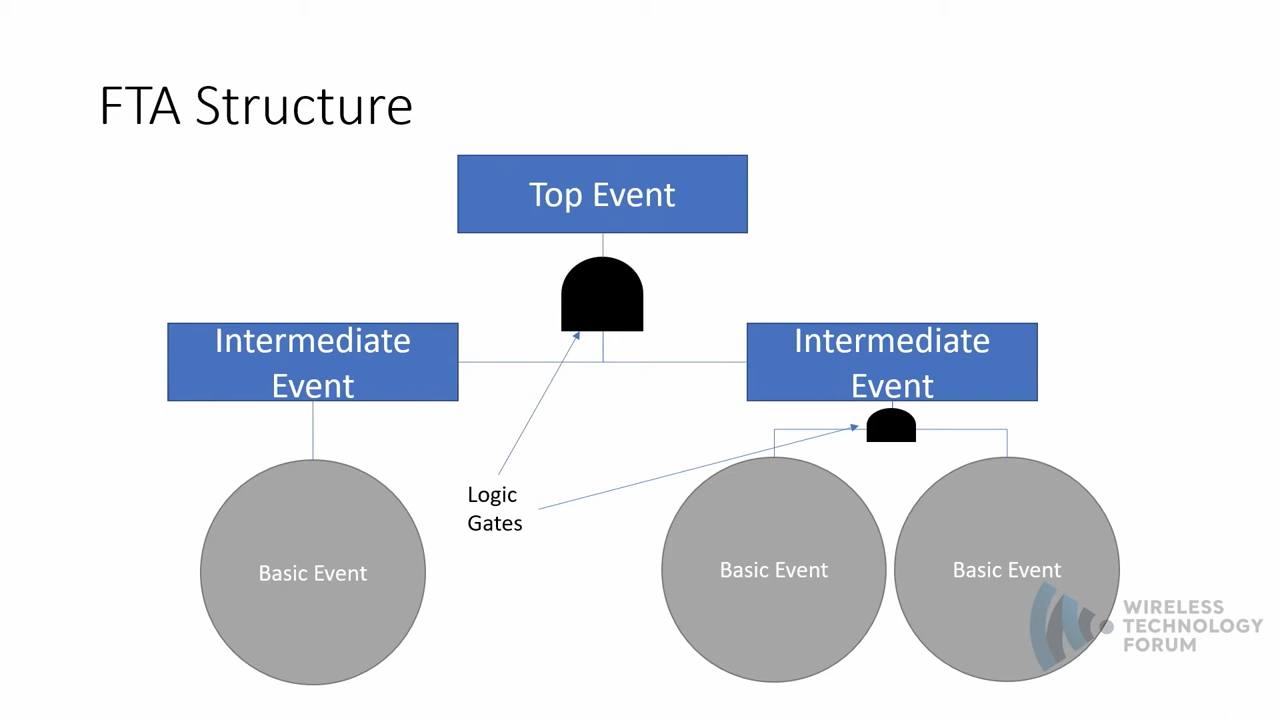 FTA Structure
Top Event
Intermediate
Event
Intermediate
Event
Logic
Gates
Basic Event
Basic Event
Basic Event
WIRELESS
TECHNOLOGY
FORUM